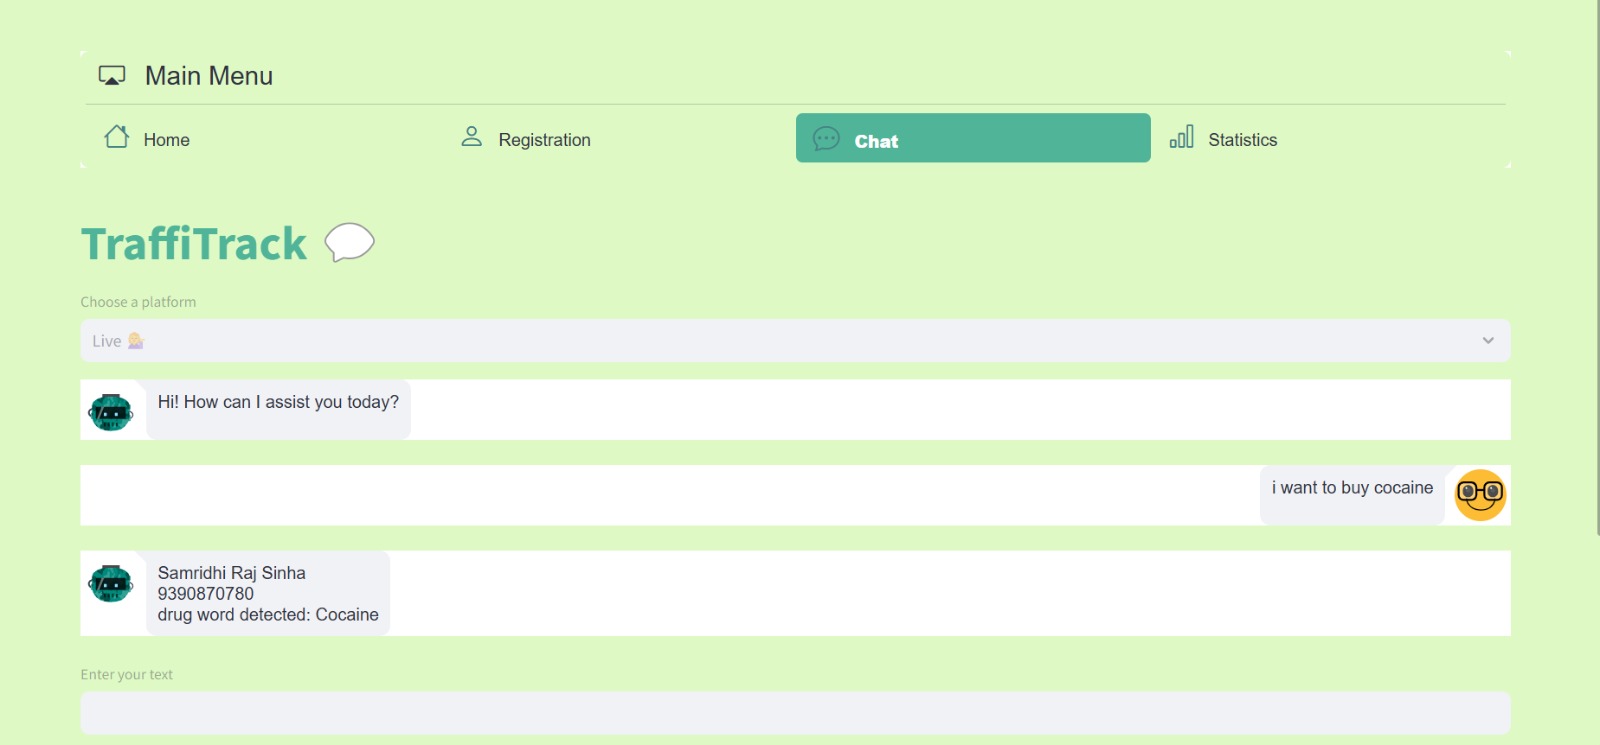 Main Menu
Home
Registration
Chat
Statistics
TraffiTrack
Choose a platform
Live
Hi! How can I assist you today?
i want to buy cocaine
Samridhi Raj Sinha
9390870780
drug word detected: Cocaine
Enter your text